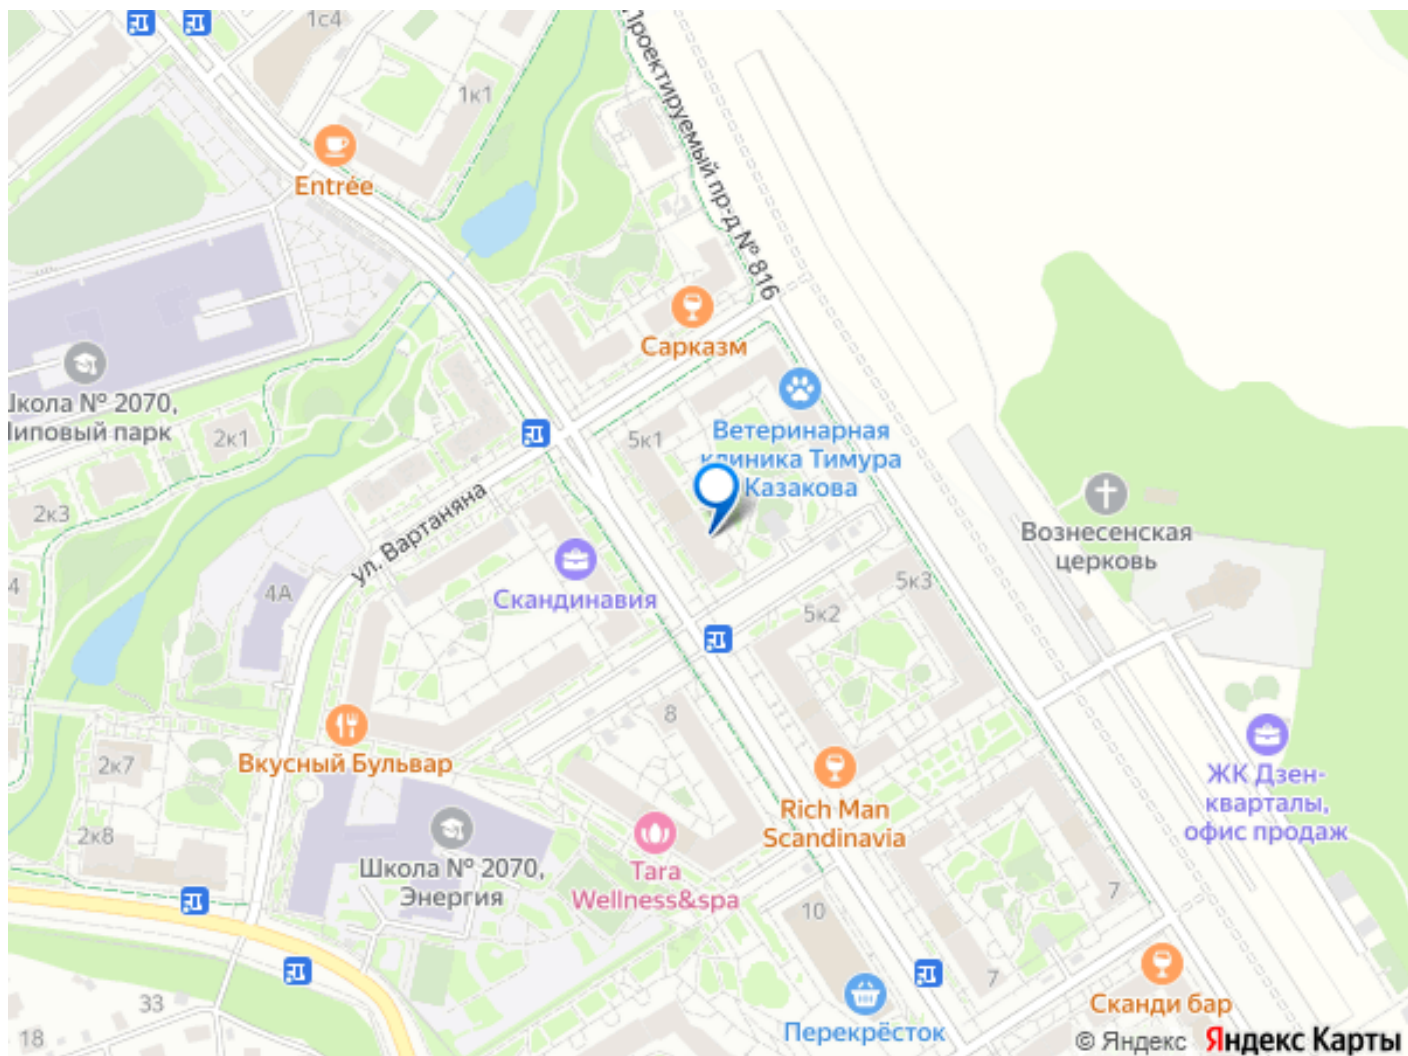 1с4
1к1
Проектируемый пр-д № 816
Entrée
Сарказм
Школа № 2070,
Липовый парк
2к1
5к1
Ветеринарная
клиника Тимура
Казакова
2к3
ул. Вартаняна
Вознесенская
церковь
4
4А
Скандинавия
5к3
5к2
8
Вкусный Бульвар
2к7
ЖК Дзен-
кварталы,
офис продаж
Rich Man
Scandinavia
2к8
Школа № 2070,
Энергия
Tara
Wellness&spa
7
10
7
33
18
Перекрёсток
Сканди бар
© Яндекс Яндекс Карты